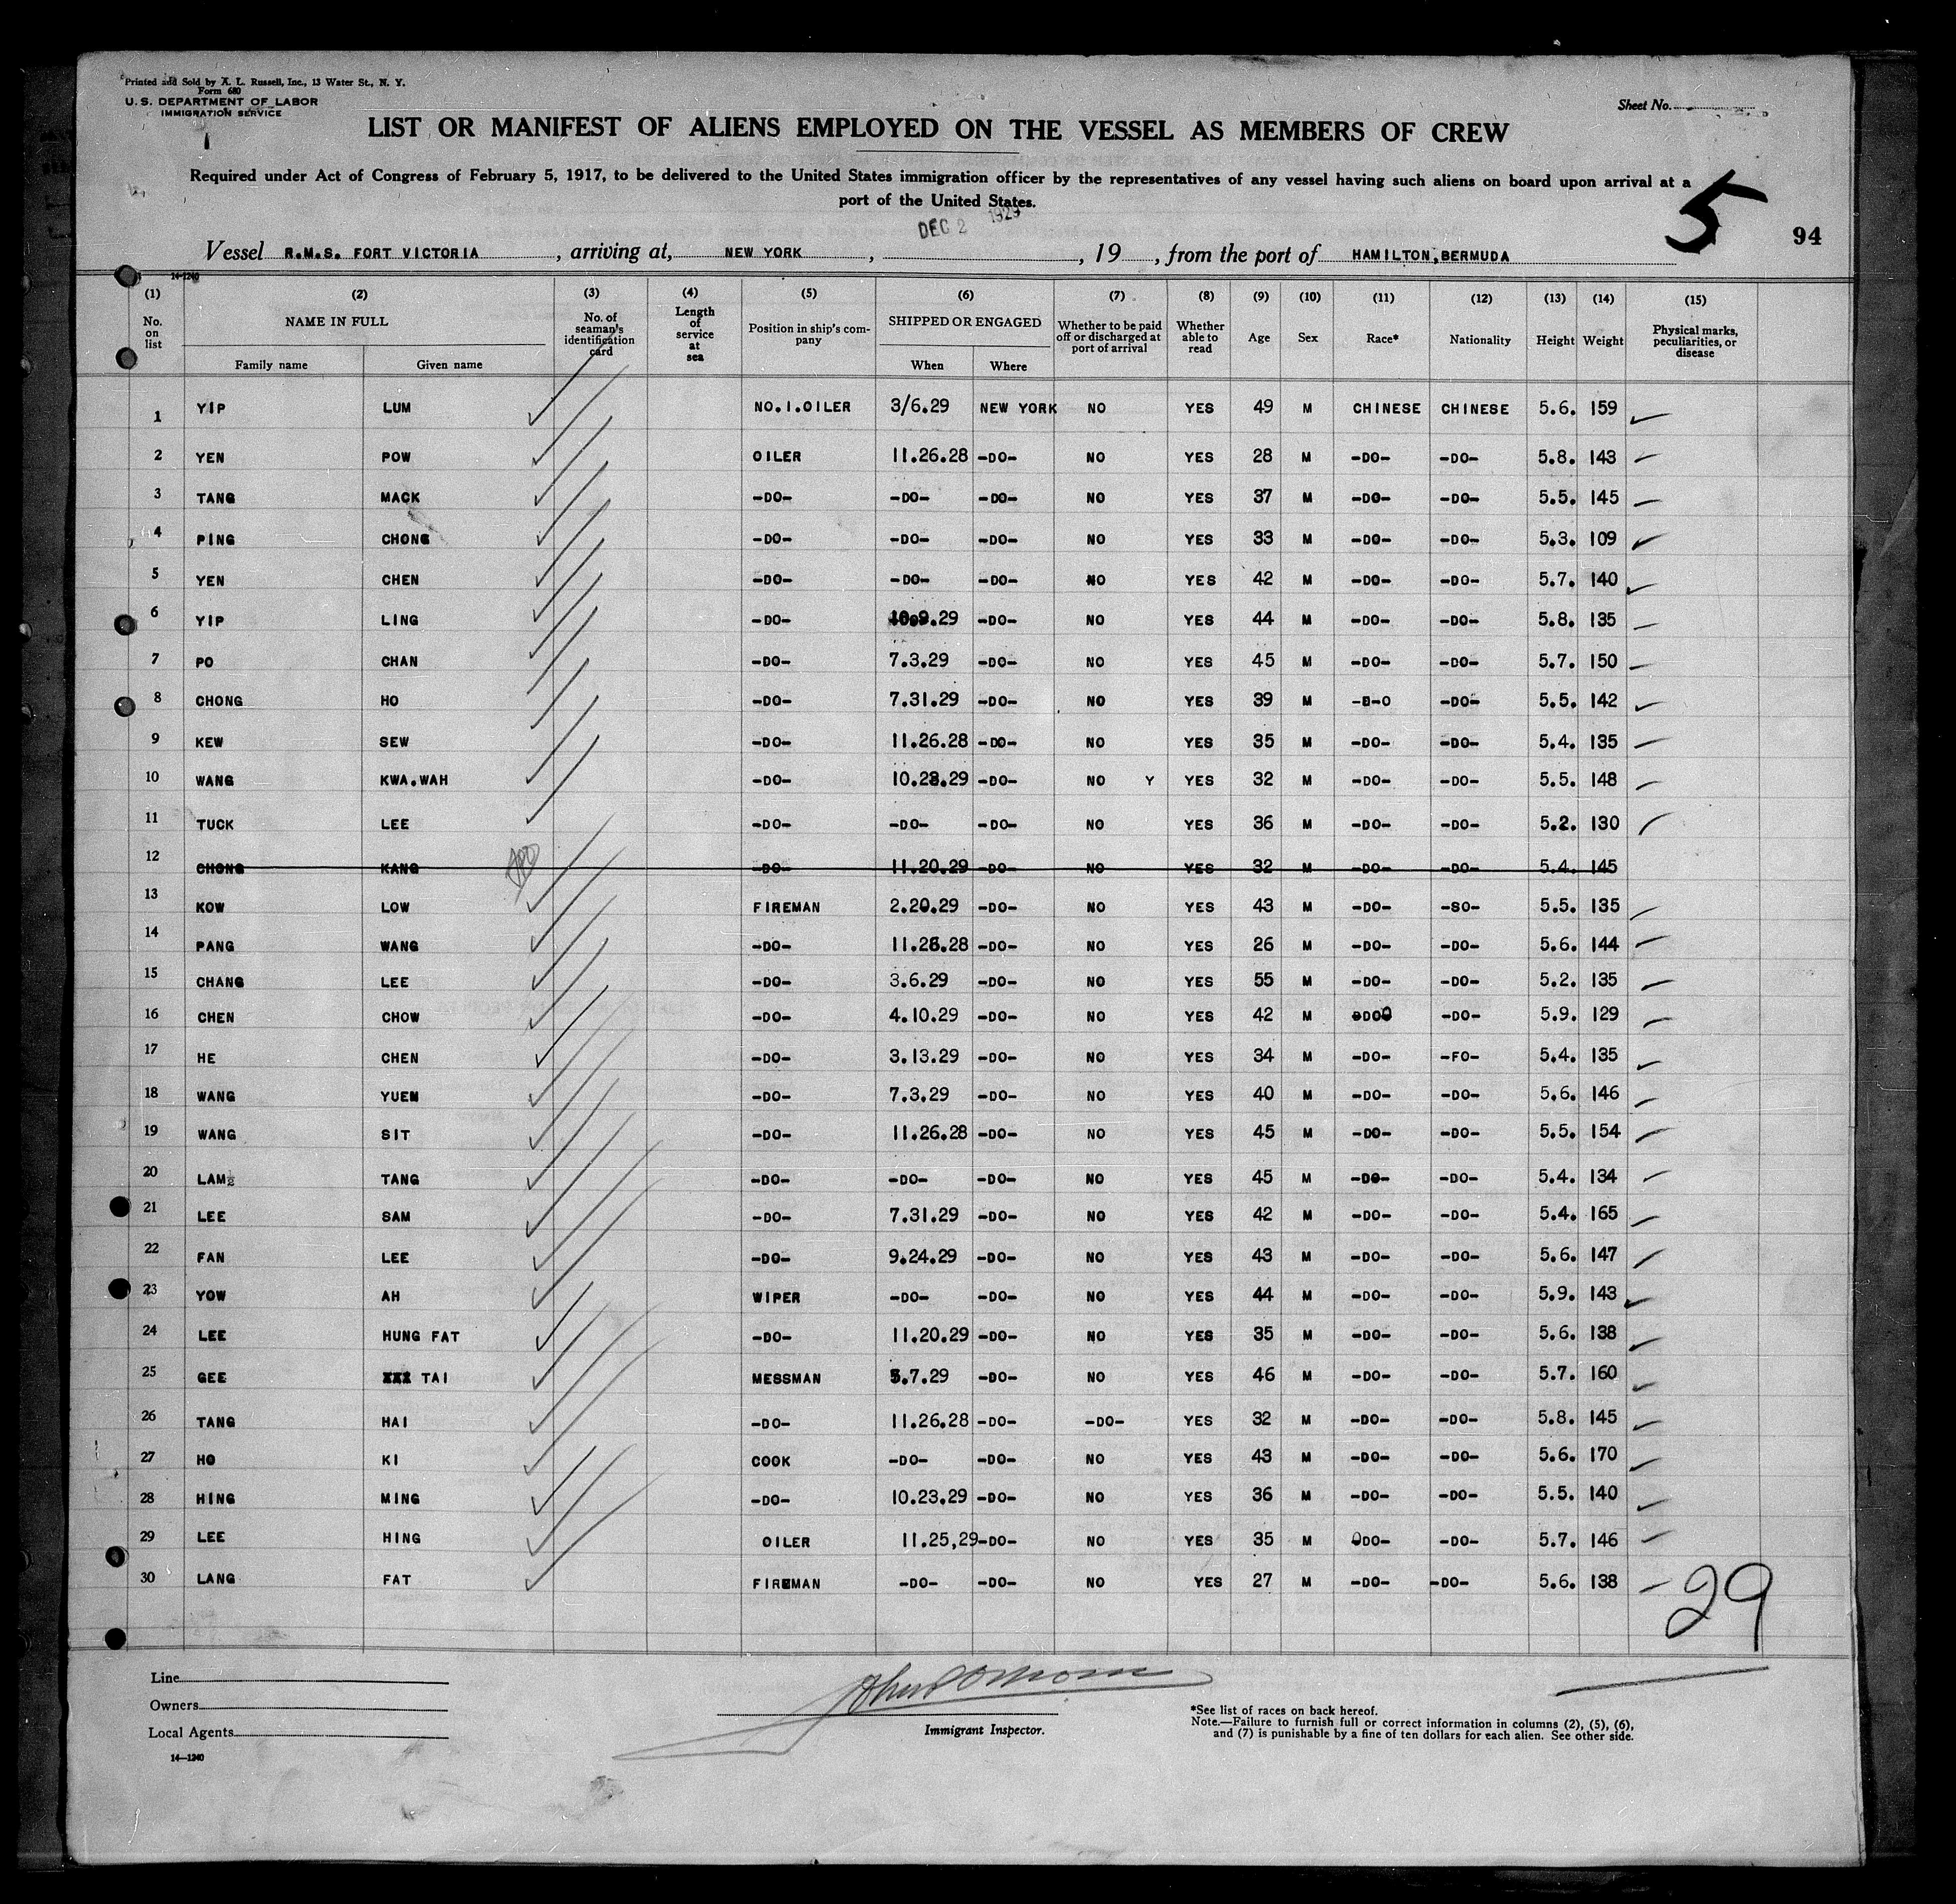 Printed and Sold by A. L. Russell, Inc., 13 Water St., N. Y.
Form 680
U. S. DEPARTMENT OF LABOR
IMMIGRATION SERVICE
Sheet No.
LIST OR MANIFEST OF ALIENS EMPLOYED ON THE VESSEL AS MEMBERS OF CREW
Required under Act of Congress of February 5, 1917, to be delivered to the United States immigration officer by the representatives of any vessel having such aliens on board upon arrival at a
port of the United States.
5
94
DEC 2 1929
Vessel R.M.S. FORT VICTORIA, arriving at, NEW YORK, , 19 , from the port of HAMILTON,BERMUDA
14-1240
(1) (2) (3) (4) (5) (6) (7) (8) (9) (10) (11) (12) (13) (14) (15)
No. on list NAME IN FULL Family name Given name No. of seaman's identification card Length of service at sea Position in ship's company SHIPPED OR ENGAGED When Where Whether to be paid off or discharged at port of arrival Whether able to read Age Sex Race* Nationality Height Weight Physical marks, peculiarities, or disease
1 YIP LUM NO.1.OILER 3/6.29 NEW YORK NO YES 49 M CHINESE CHINESE 5.6. 159
2 YEN POW OILER 11.26.28 -DO- NO YES 28 M -DO- -DO- 5.8. 143
3 TANG MACK -DO- -DO- -DO- NO YES 37 M -DO- -DO- 5.5. 145
4 PING CHONG -DO- -DO- -DO- NO YES 33 M -DO- -DO- 5.3. 109
5 YEN CHEN -DO- -DO- -DO- NO YES 42 M -DO- -DO- 5.7. 140
6 YIP LING -DO- 10.9.29 -DO- NO YES 44 M -DO- -DO- 5.8. 135
7 PO CHAN -DO- 7.3.29 -DO- NO YES 45 M -DO- -DO- 5.7. 150
8 CHONG HO -DO- 7.31.29 -DO- NO YES 39 M -D-O -DO- 5.5. 142
9 KEW SEW -DO- 11.26.28 -DO- NO YES 35 M -DO- -DO- 5.4. 135
10 WANG KWA.WAH -DO- 10.23.29 -DO- NO Y YES 32 M -DO- -DO- 5.5. 148
11 TUCK LEE -DO- -DO- -DO- NO YES 36 M -DO- -DO- 5.2. 130
12 CHONG KANG -DO- 11.20.29 -DO- NO YES 32 M -DO- -DO- 5.4. 145
13 KOW LOW FIREMAN 2.20.29 -DO- NO YES 43 M -DO- -SO- 5.5. 135
14 PANG WANG -DO- 11.26.28 -DO- NO YES 26 M -DO- -DO- 5.6. 144
15 CHANG LEE -DO- 3.6.29 -DO- NO YES 55 M -DO- -DO- 5.2. 135
16 CHEN CHOW -DO- 4.10.29 -DO- NO YES 42 M -DO- 5.9. 129
17 HE CHEN -DO- 3.13.29 -DO- NO YES 34 M -DO- -FO- 5.4. 135
18 WANG YUEN -DO- 7.3.29 -DO- NO YES 40 M -DO- -DO- 5.6. 146
19 WANG SIT -DO- 11.26.28 -DO- NO YES 45 M -DO- -DO- 5.5. 154
20 LAM TANG -DO- -DO- -DO- NO YES 45 M -DO- -DO- 5.4. 134
21 LEE SAM -DO- 7.31.29 -DO- NO YES 42 M -DO- -DO- 5.4. 165
22 FAN LEE -DO- 9.24.29 -DO- NO YES 43 M -DO- -DO- 5.6. 147
23 YOW AH WIPER -DO- -DO- NO YES 44 M -DO- -DO- 5.9. 143
24 LEE HUNG FAT -DO- 11.20.29 -DO- NO YES 35 M -DO- -DO- 5.6. 138
25 GEE TAI MESSMAN .7.29 -DO- NO YES 46 M -DO- -DO- 5.7. 160
26 TANG HAI -DO- 11.26.28 -DO- -DO- YES 32 M -DO- -DO- 5.8. 145
27 HO KI COOK -DO- -DO- NO YES 43 M -DO- -DO- 5.6. 170
28 HING MING -DO- 10.23.29 -DO- NO YES 36 M -DO- -DO- 5.5. 140
29 LEE HING OILER 11.25,29 -DO- NO YES 35 M ODO- -DO- 5.7. 146
30 LANG FAT FIREMAN -DO- -DO- NO YES 27 M -DO- -DO- 5.6. 138
29
Line
Owners
Local Agents
14-1240
Immigrant Inspector.
*See list of races on back hereof.
Note.—Failure to furnish full or correct information in columns (2), (5), (6),
and (7) is punishable by a fine of ten dollars for each alien. See other side.